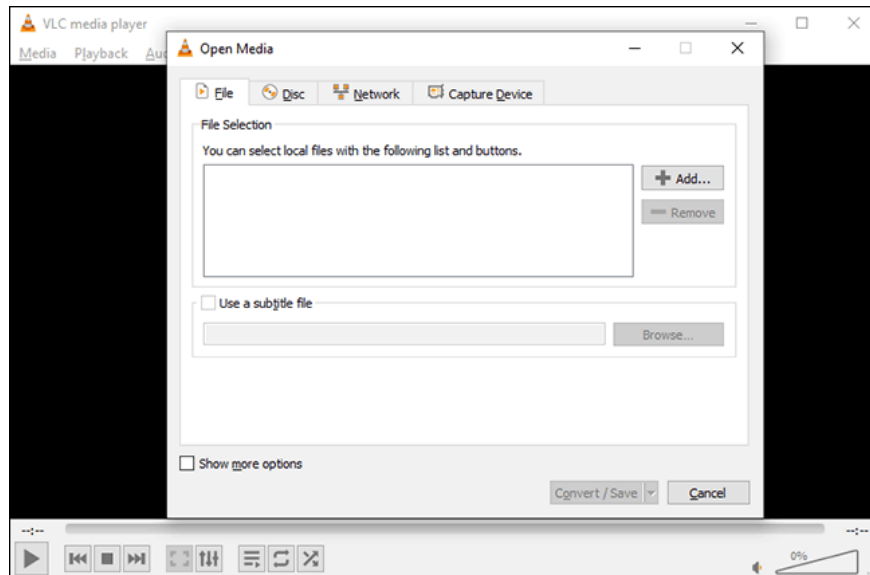 VLC media player
Media Playback
Open Media
File Disc Network Capture Device
File Selection
You can select local files with the following list and buttons.
Add...
Remove
Use a subtitle file
Browse...
Show more options
Convert / Save Cancel
--:-- --:--
0%